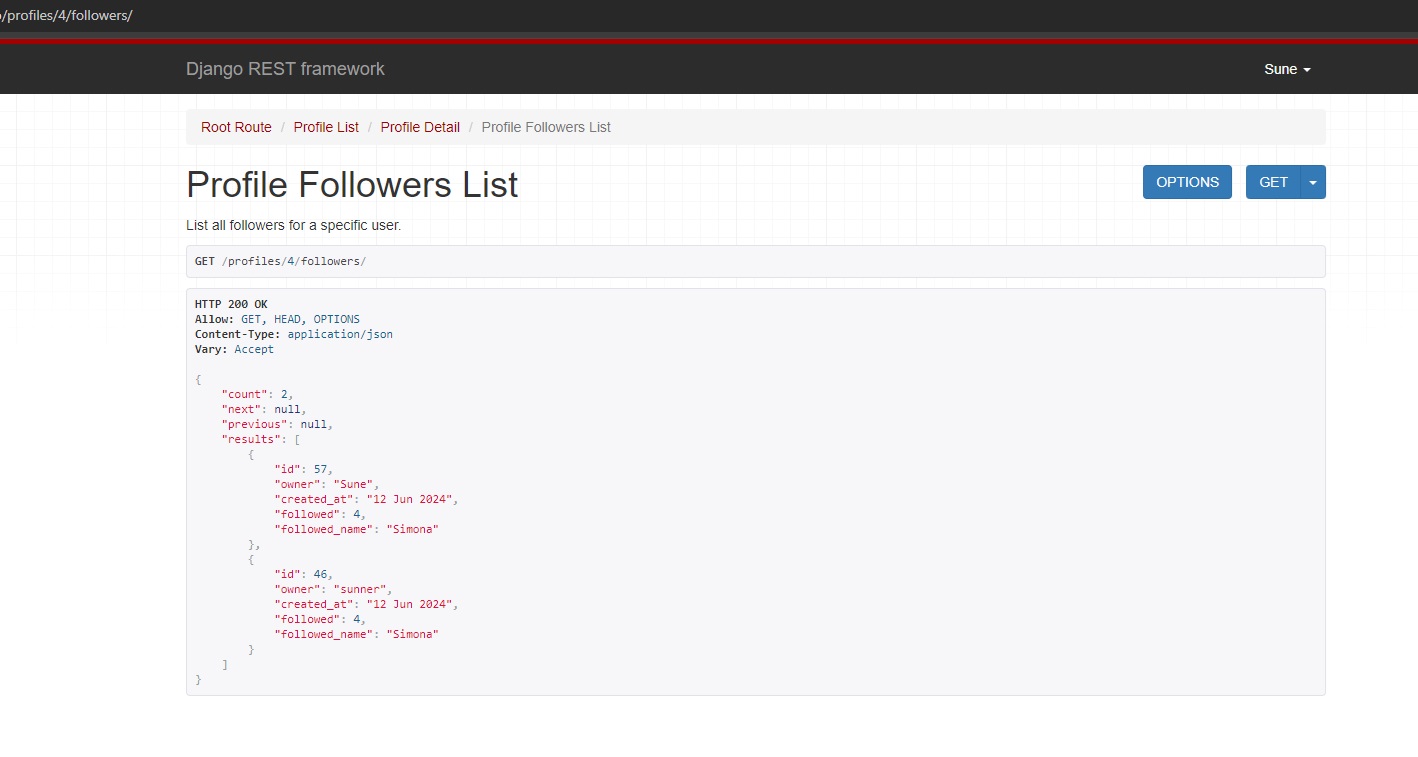 /profiles/4/followers/
Django REST framework
Sune
Root Route / Profile List / Profile Detail / Profile Followers List
Profile Followers List
OPTIONS
GET
List all followers for a specific user.
GET /profiles/4/followers/
HTTP 200 OK
Allow: GET, HEAD, OPTIONS
Content-Type: application/json
Vary: Accept
{
    "count": 2,
    "next": null,
    "previous": null,
    "results": [
        {
            "id": 57,
            "owner": "Sune",
            "created_at": "12 Jun 2024",
            "followed": 4,
            "followed_name": "Simona"
        },
        {
            "id": 46,
            "owner": "sunner",
            "created_at": "12 Jun 2024",
            "followed": 4,
            "followed_name": "Simona"
        }
    ]
}